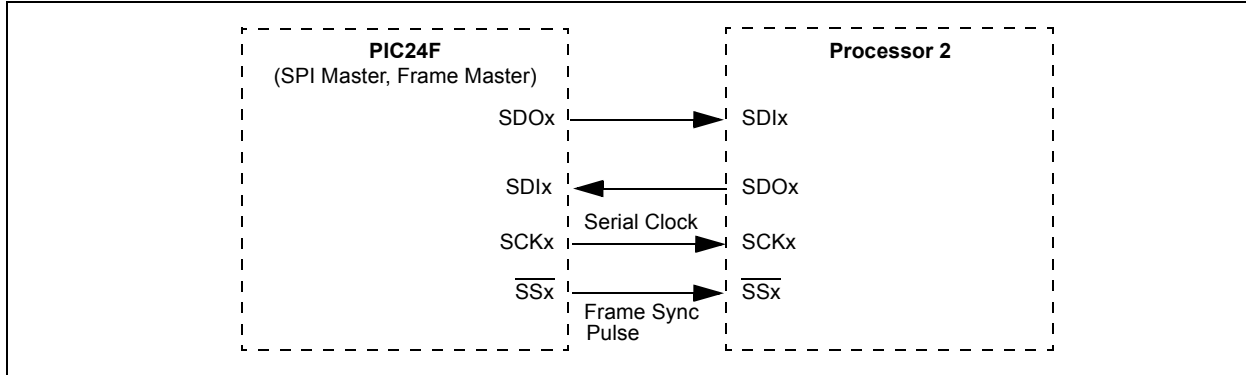 PIC24F
(SPI Master, Frame Master)
Processor 2
SDOx
SDIx
SDIx
SDOx
Serial Clock
SCKx
SCKx
SSx
SSx
Frame Sync
Pulse